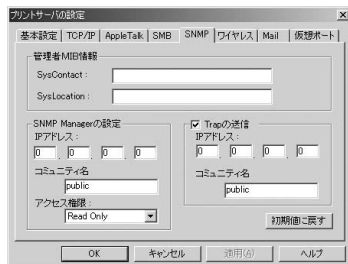 プリントサーバの設定
基本設定 TCP/IP AppleTalk SMB SNMP ワイヤレス Mail 仮想ポート
管理者MIB情報
SysContact :
SysLocation :
SNMP Managerの設定
IPアドレス :
0 . 0 . 0 . 0
コミュニティ名
public
アクセス権限 :
Read Only
Trapの送信
IPアドレス :
0 . 0 . 0 . 0
コミュニティ名 :
public
初期値に戻す
OK キャンセル 適用(A) ヘルプ